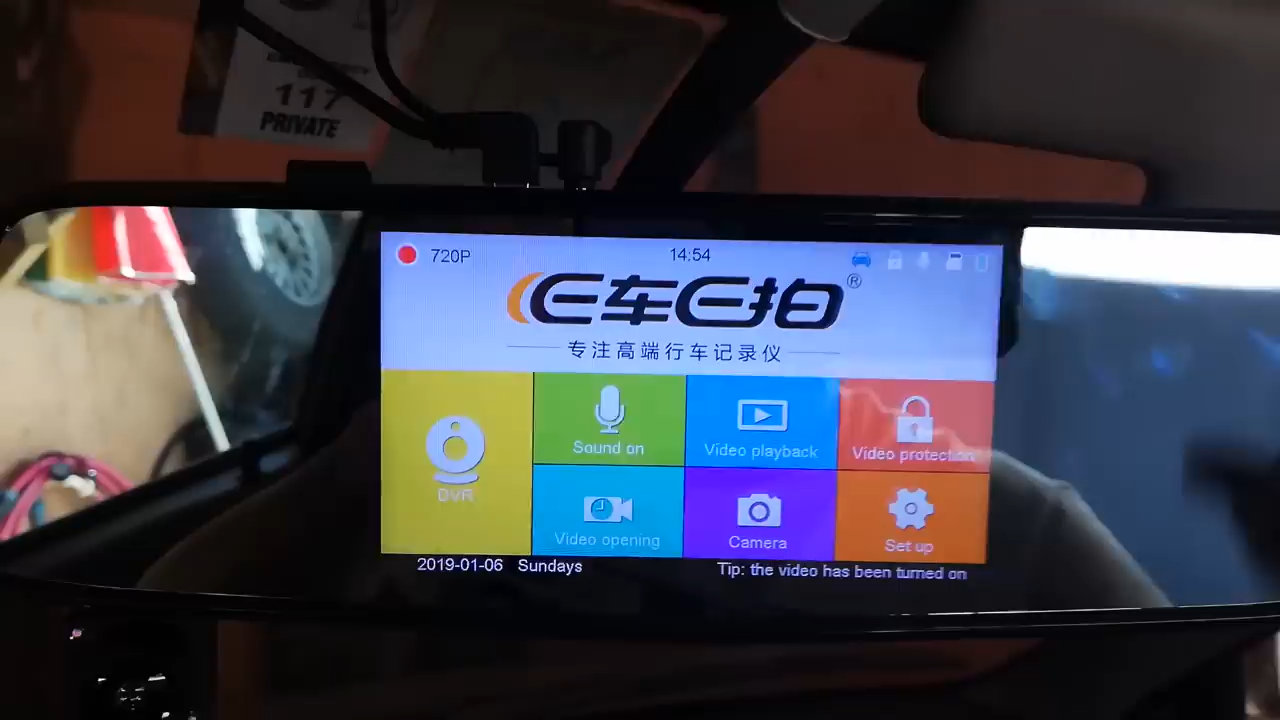 117
PRIVATE
720P
14:54
E车E拍®
专注高端行车记录仪
DVR
Sound on
Video playback
Video protection
Video opening
Camera
Set up
2019-01-06 Sundays
Tip: the video has been turned on